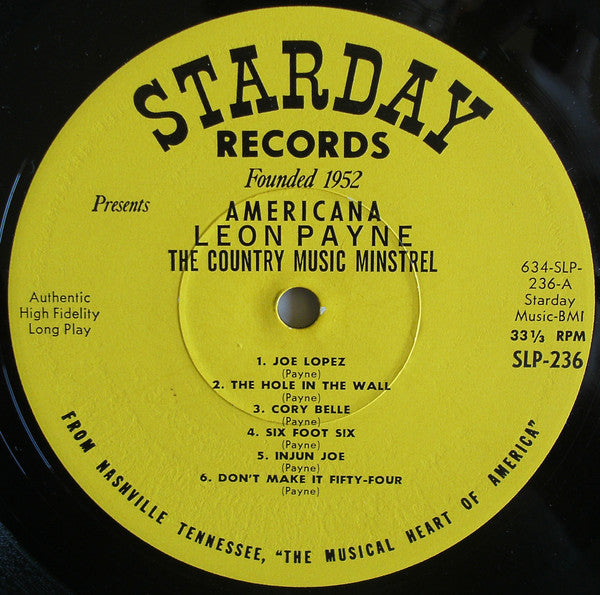 STARDAY
RECORDS
Founded 1952
Presents
AMERICANA
LEON PAYNE
THE COUNTRY MUSIC MINSTREL
Authentic
High Fidelity
Long Play
634-SLP-
236-A
Starday
Music-BMI
33 1/3 RPM
SLP-236
1. JOE LOPEZ
(Payne)
2. THE HOLE IN THE WALL
(Payne)
3. CORY BELLE
(Payne)
4. SIX FOOT SIX
(Payne)
5. INJUN JOE
(Payne)
6. DON'T MAKE IT FIFTY-FOUR
(Payne)
FROM NASHVILLE TENNESSEE, "THE MUSICAL HEART OF AMERICA"